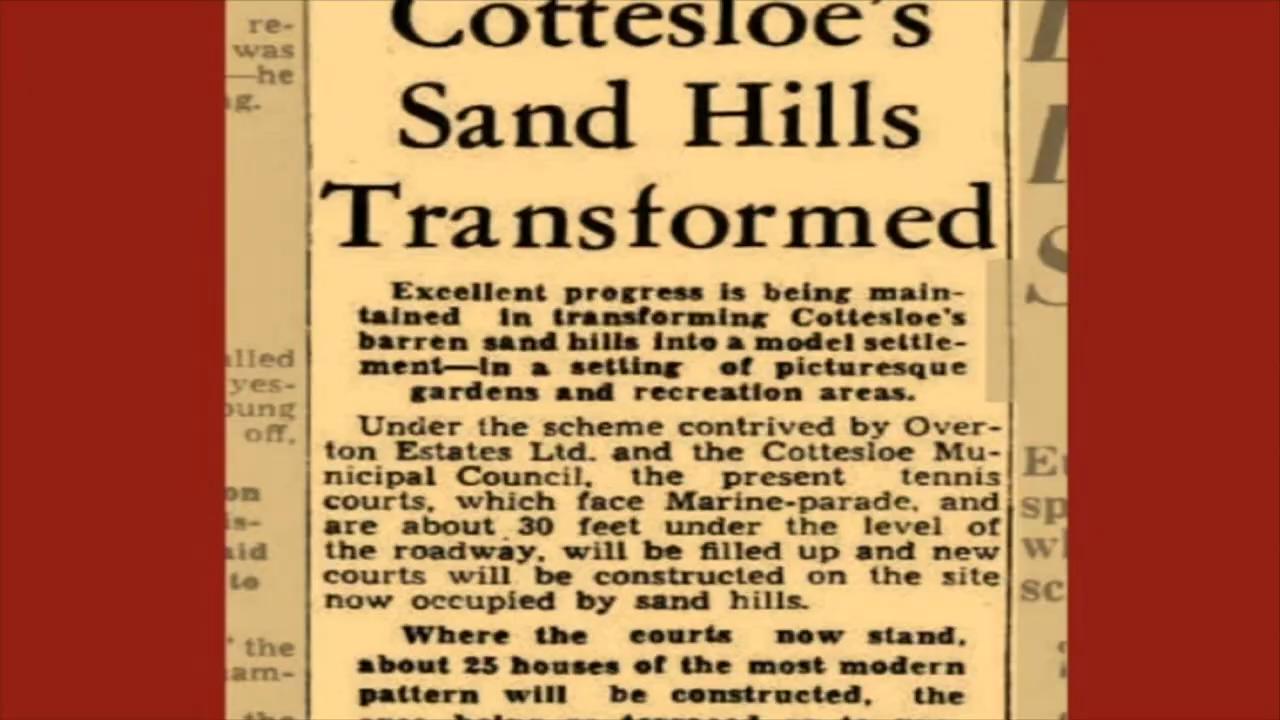 re-
was
—he
alled
yes-
off,
on
to
the
Cottesloe's
Sand Hills
Transformed
Excellent progress is being main-
tained in transforming Cottesloe's
barren sand hills into a model settle-
ment—in a setting of picturesque
gardens and recreation areas.
Under the scheme contrived by Over-
ton Estates Ltd. and the Cottesloe Mu-
nicipal Council, the present tennis
courts, which face Marine-parade, and
are about 30 feet under the level of
the roadway, will be filled up and new
courts will be constructed on the site
now occupied by sand hills.
Where the courts now stand,
about 25 houses of the most modern
pattern will be constructed, the